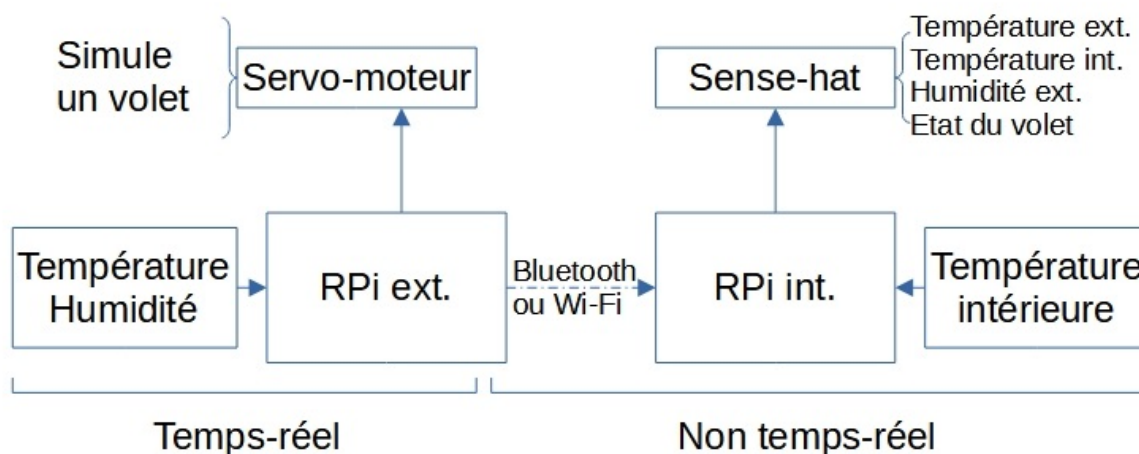 Simule
un volet
Servo-moteur
Sense-hat
Température ext.
Température int.
Humidité ext.
Etat du volet
Température
Humidité
RPi ext.
Bluetooth
ou Wi-Fi
RPi int.
Température
intérieure
Temps-réel
Non temps-réel